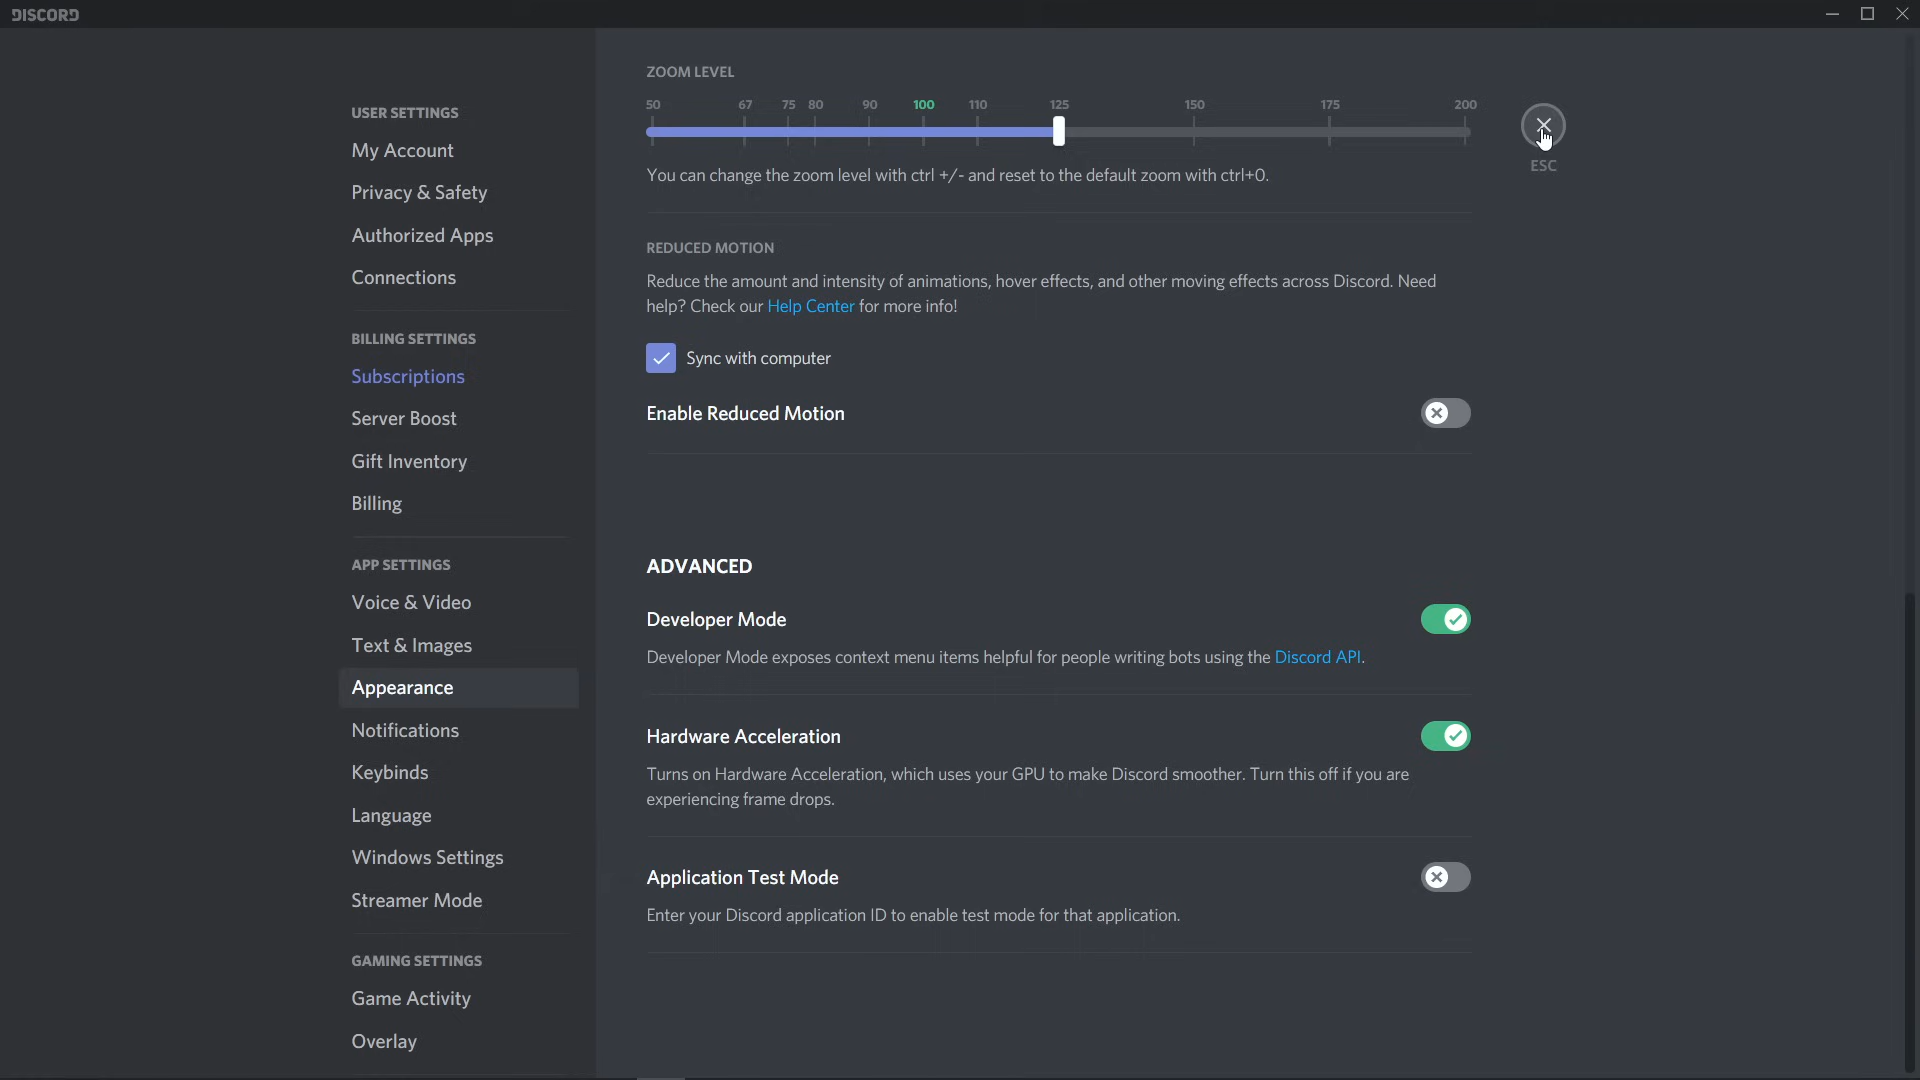 DISCORD
USER SETTINGS
My Account
Privacy & Safety
Authorized Apps
Connections
BILLING SETTINGS
Subscriptions
Server Boost
Gift Inventory
Billing
APP SETTINGS
Voice & Video
Text & Images
Appearance
Notifications
Keybinds
Language
Windows Settings
Streamer Mode
GAMING SETTINGS
Game Activity
Overlay
ZOOM LEVEL
50 67 75 80 90 100 110 125 150 175 200
You can change the zoom level with ctrl +/- and reset to the default zoom with ctrl+0.
ESC
REDUCED MOTION
Reduce the amount and intensity of animations, hover effects, and other moving effects across Discord. Need
help? Check our Help Center for more info!
Sync with computer
Enable Reduced Motion
ADVANCED
Developer Mode
Developer Mode exposes context menu items helpful for people writing bots using the Discord API.
Hardware Acceleration
Turns on Hardware Acceleration, which uses your GPU to make Discord smoother. Turn this off if you are
experiencing frame drops.
Application Test Mode
Enter your Discord application ID to enable test mode for that application.